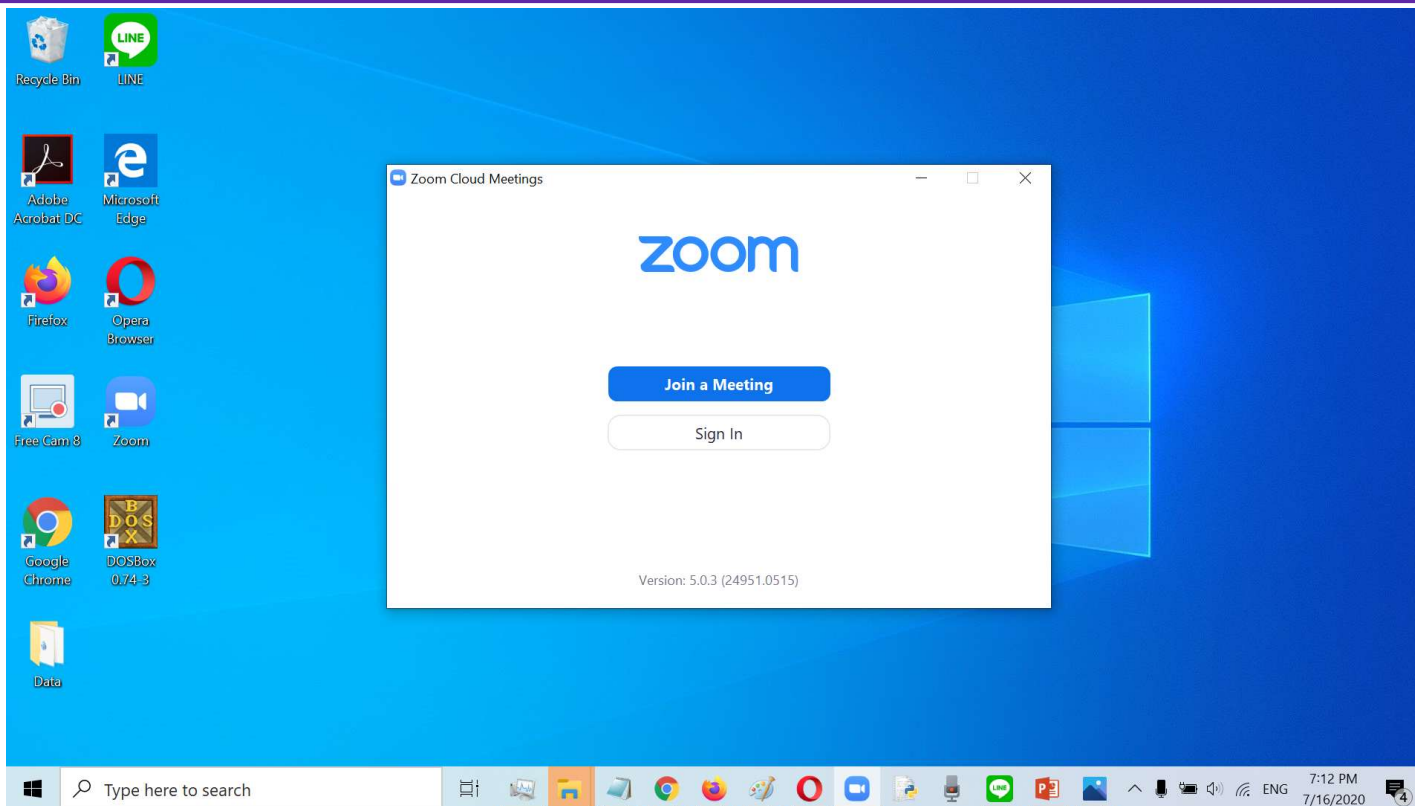 Recycle Bin
LINE
LINE
Adobe
Acrobat DC
Microsoft
Edge
Firefox
Opera
Browser
Free Cam 8
Zoom
Google
Chrome
B
DOS
X
DOSBox
0.74-3
Data
Zoom Cloud Meetings
zoom
Join a Meeting
Sign In
Version: 5.0.3 (24951.0515)
Type here to search
LINE
P
ENG
7:12 PM
7/16/2020
4